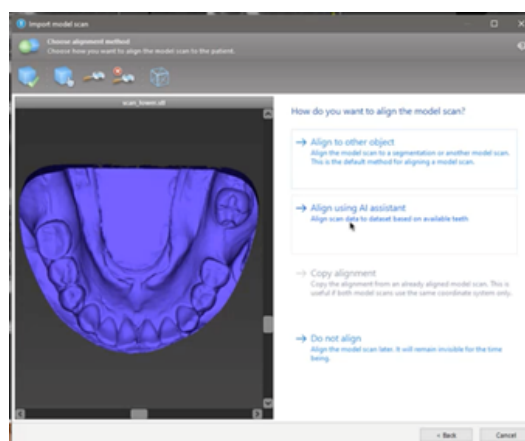 Import model scan
Choose alignment method
Choose how you want to align the model scan to the patient.
scan_lower.stl
How do you want to align the model scan?
Align to other object
Align the model scan to a segmentation or another model scan.
This is the default method for aligning a model scan.
Align using AI assistant
Align scan data to dataset based on available teeth
Copy alignment
Copy the alignment from an already aligned model scan. This is
useful if both model scans use the same coordinate system only.
Do not align
Align the model scan later. It will remain invisible for the time
being.
< Back
Cancel